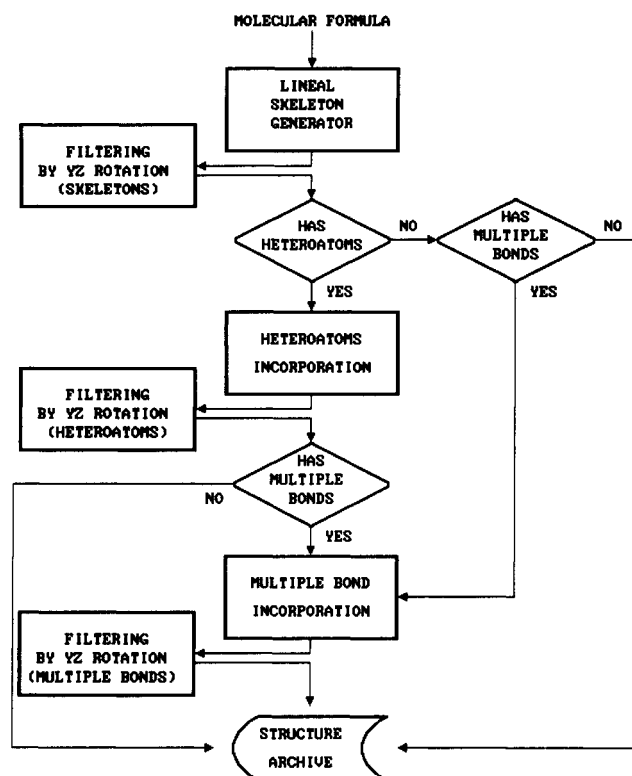 MOLECULAR FORMULA
LINEAL
SKELETON
GENERATOR
FILTERING
BY YZ ROTATION
(SKELETONS)
HAS
HETEROATOMS
NO
HAS
MULTIPLE
BONDS
NO
YES
YES
HETEROATOMS
INCORPORATION
FILTERING
BY YZ ROTATION
(HETEROATOMS)
HAS
MULTIPLE
BONDS
NO
YES
MULTIPLE BOND
INCORPORATION
FILTERING
BY YZ ROTATION
(MULTIPLE BONDS)
STRUCTURE
ARCHIVE